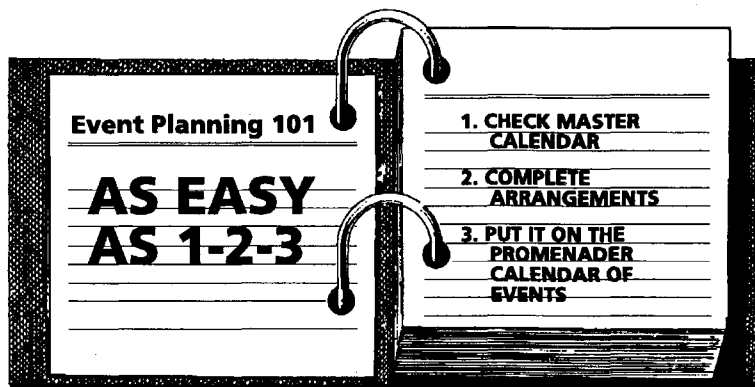 Event Planning 101
AS EASY
AS 1-2-3
1. CHECK MASTER
CALENDAR
2. COMPLETE
ARRANGEMENTS
3. PUT IT ON THE
PROMENADER
CALENDAR OF
EVENTS